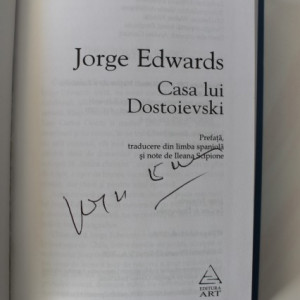 Jorge Edwards
Casa lui
Dostoievski
Prefață,
traducere din limba spaniolă
și note de Ileana Scipione
EDITURA
ART